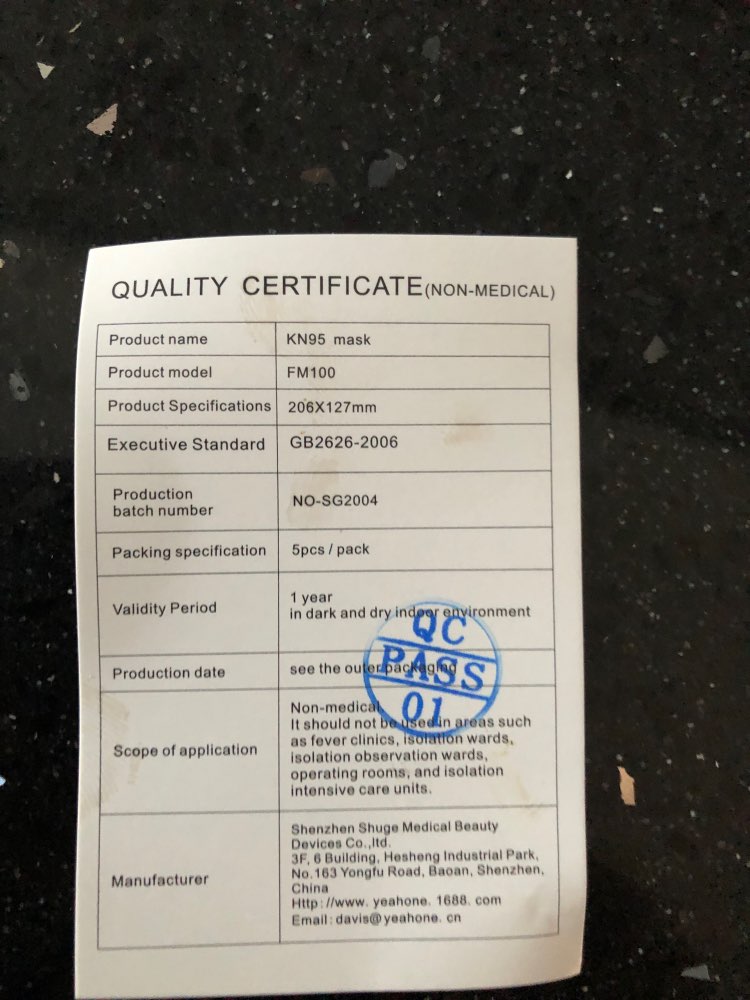 QUALITY CERTIFICATE(NON-MEDICAL)
Product name
KN95 mask
Product model
FM100
Product Specifications
206X127mm
Executive Standard
GB2626-2006
Production
batch number
NO-SG2004
Packing specification
5pcs / pack
Validity Period
1 year
in dark and dry indoor environment
Production date
see the outer packaging
QC
PASS
01
Scope of application
Non-medical
It should not be used in areas such
as fever clinics, isolation wards,
isolation observation wards,
operating rooms, and isolation
intensive care units.
Manufacturer
Shenzhen Shuge Medical Beauty
Devices Co.,ltd.
3F, 6 Building, Hesheng Industrial Park,
No.163 Yongfu Road, Baoan, Shenzhen,
China
Http://www. yeahone. 1688. com
Email: davis@yeahone. cn